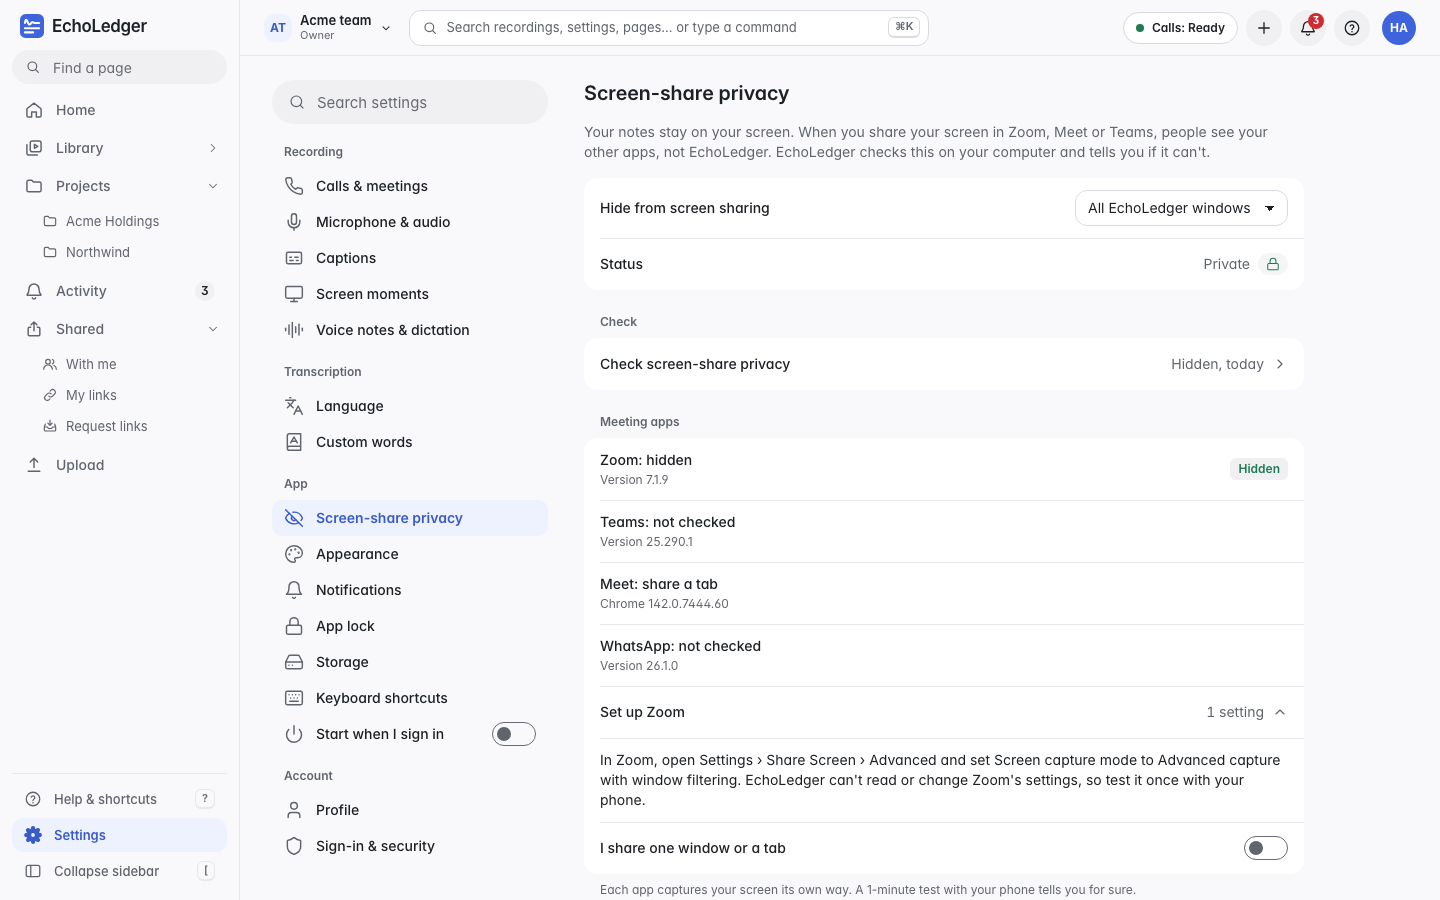 EchoLedger
Find a page
Home
Library
Projects
Acme Holdings
Northwind
Activity
3
Shared
With me
My links
Request links
Upload
Help & shortcuts
?
Settings
Collapse sidebar
[
AT
Acme team
Owner
Search recordings, settings, pages... or type a command
⌘K
Calls: Ready
3
HA
Search settings
Recording
Calls & meetings
Microphone & audio
Captions
Screen moments
Voice notes & dictation
Transcription
Language
Custom words
App
Screen-share privacy
Appearance
Notifications
App lock
Storage
Keyboard shortcuts
Start when I sign in
Account
Profile
Sign-in & security
Screen-share privacy
Your notes stay on your screen. When you share your screen in Zoom, Meet or Teams, people see your
other apps, not EchoLedger. EchoLedger checks this on your computer and tells you if it can't.
Hide from screen sharing
All EchoLedger windows
Status
Private
Check
Check screen-share privacy
Hidden, today
Meeting apps
Zoom: hidden
Version 7.1.9
Hidden
Teams: not checked
Version 25.290.1
Meet: share a tab
Chrome 142.0.7444.60
WhatsApp: not checked
Version 26.1.0
Set up Zoom
1 setting
In Zoom, open Settings › Share Screen › Advanced and set Screen capture mode to Advanced capture
with window filtering. EchoLedger can't read or change Zoom's settings, so test it once with your
phone.
I share one window or a tab
Each app captures your screen its own way. A 1-minute test with your phone tells you for sure.